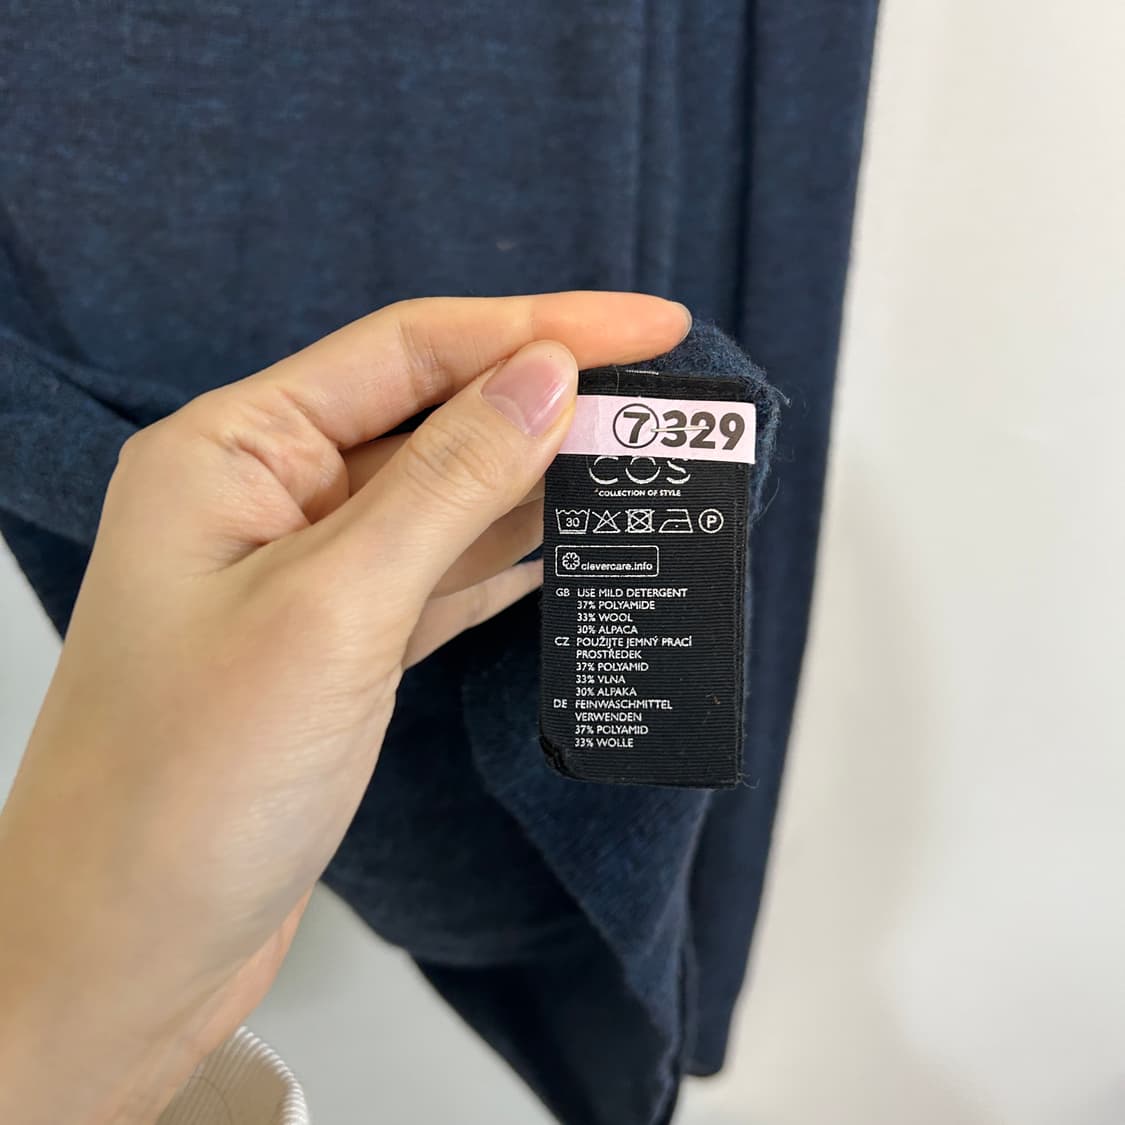 ⑦329
COS
COLLECTION OF STYLE
30 P
clevercare.info
GB USE MILD DETERGENT
37% POLYAMIDE
33% WOOL
30% ALPACA
CZ POUŽIJTE JEMNÝ PRACÍ
PROSTŘEDEK
37% POLYAMID
33% VLNA
30% ALPAKA
DE FEINWASCHMITTEL
VERWENDEN
37% POLYAMID
33% WOLLE